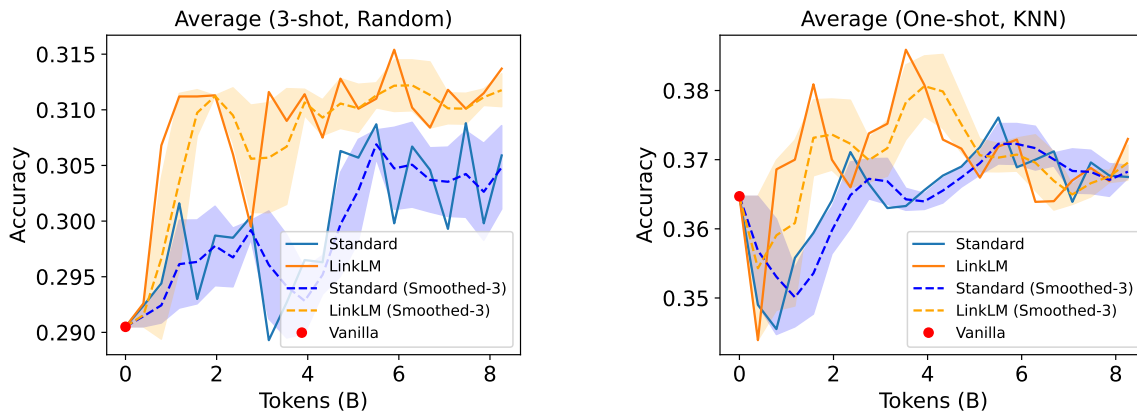 Average (3-shot, Random)
Accuracy
0.315
0.310
0.305
0.300
0.295
0.290
Standard
LinkLM
Standard (Smoothed-3)
LinkLM (Smoothed-3)
Vanilla
0 2 4 6 8
Tokens (B)
Average (One-shot, KNN)
Accuracy
0.38
0.37
0.36
0.35
Standard
LinkLM
Standard (Smoothed-3)
LinkLM (Smoothed-3)
Vanilla
0 2 4 6 8
Tokens (B)